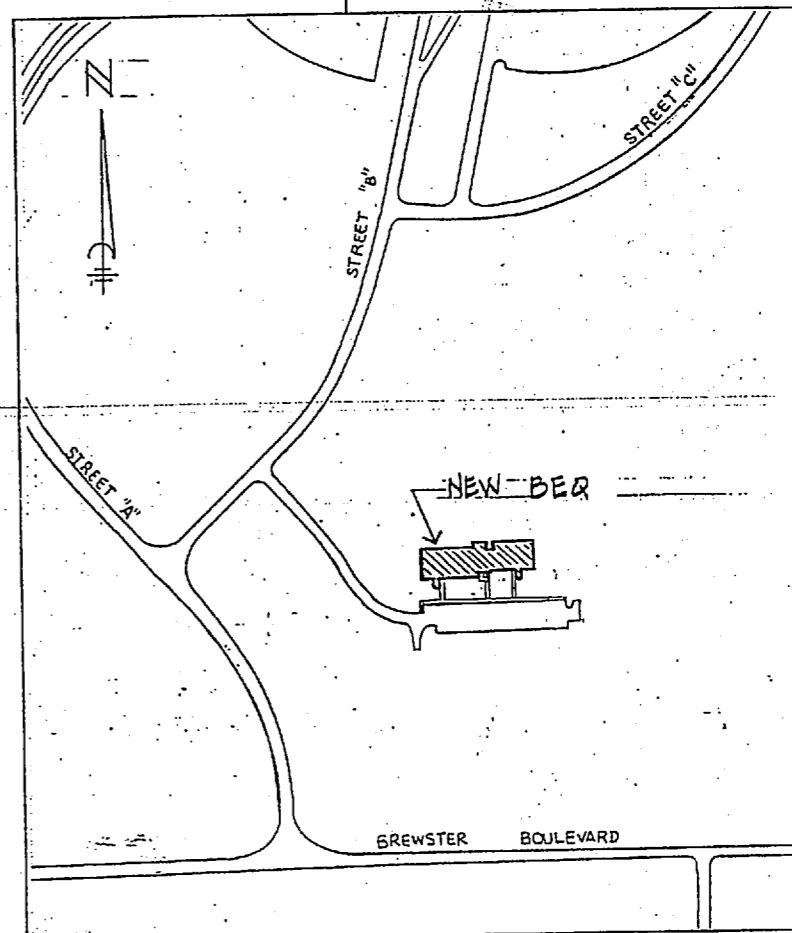 N
STREET "C"
STREET "B"
STREET "A"
NEW BEQ
BREWSTER BOULEVARD